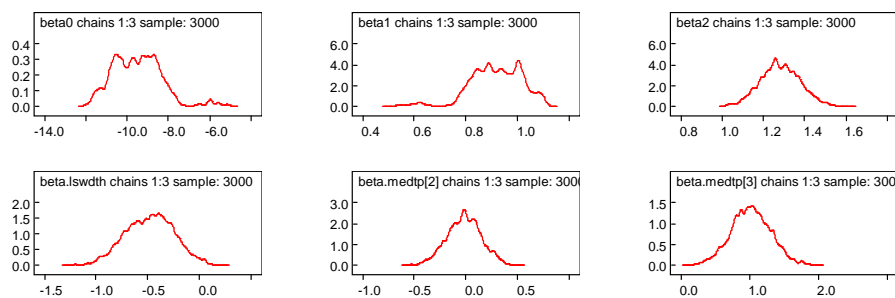 beta0 chains 1:3 sample: 3000
0.4
0.3
0.2
0.1
0.0
-14.0 -10.0 -8.0 -6.0
beta1 chains 1:3 sample: 3000
6.0
4.0
2.0
0.0
0.4 0.6 0.8 1.0
beta2 chains 1:3 sample: 3000
6.0
4.0
2.0
0.0
0.8 1.0 1.2 1.4 1.6
beta.lswdth chains 1:3 sample: 3000
2.0
1.5
1.0
0.5
0.0
-1.5 -1.0 -0.5 0.0
beta.medtp[2] chains 1:3 sample: 300
3.0
2.0
1.0
0.0
-1.0 -0.5 0.0 0.5
beta.medtp[3] chains 1:3 sample: 300
1.5
1.0
0.5
0.0
0.0 1.0 2.0